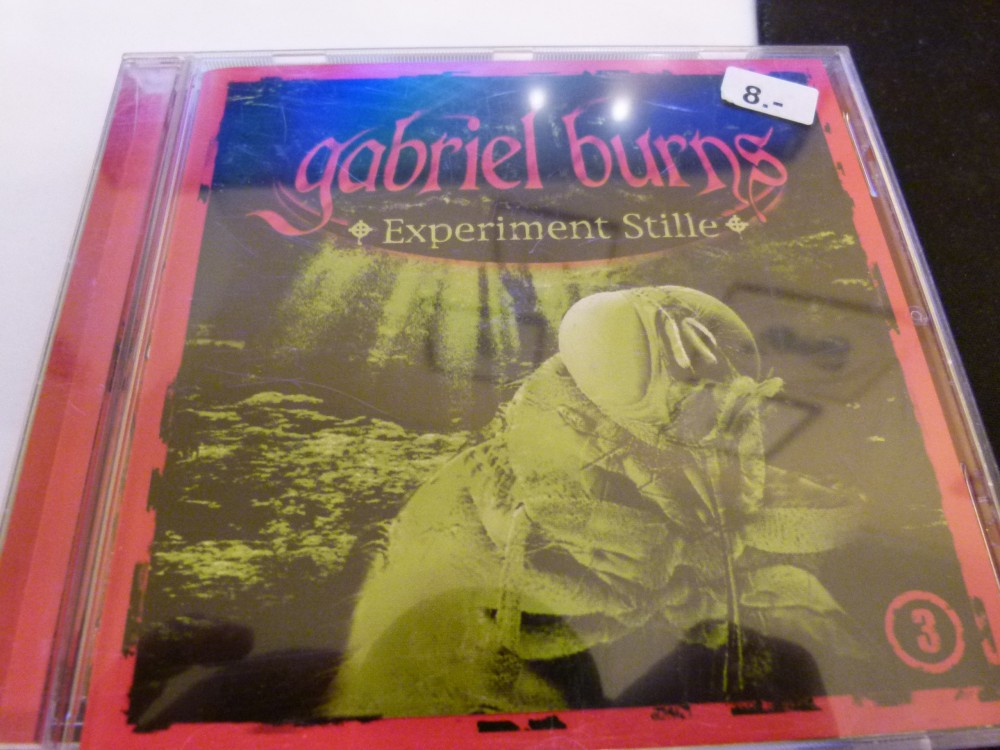 8.-
gabriel burns
Experiment Stille
3